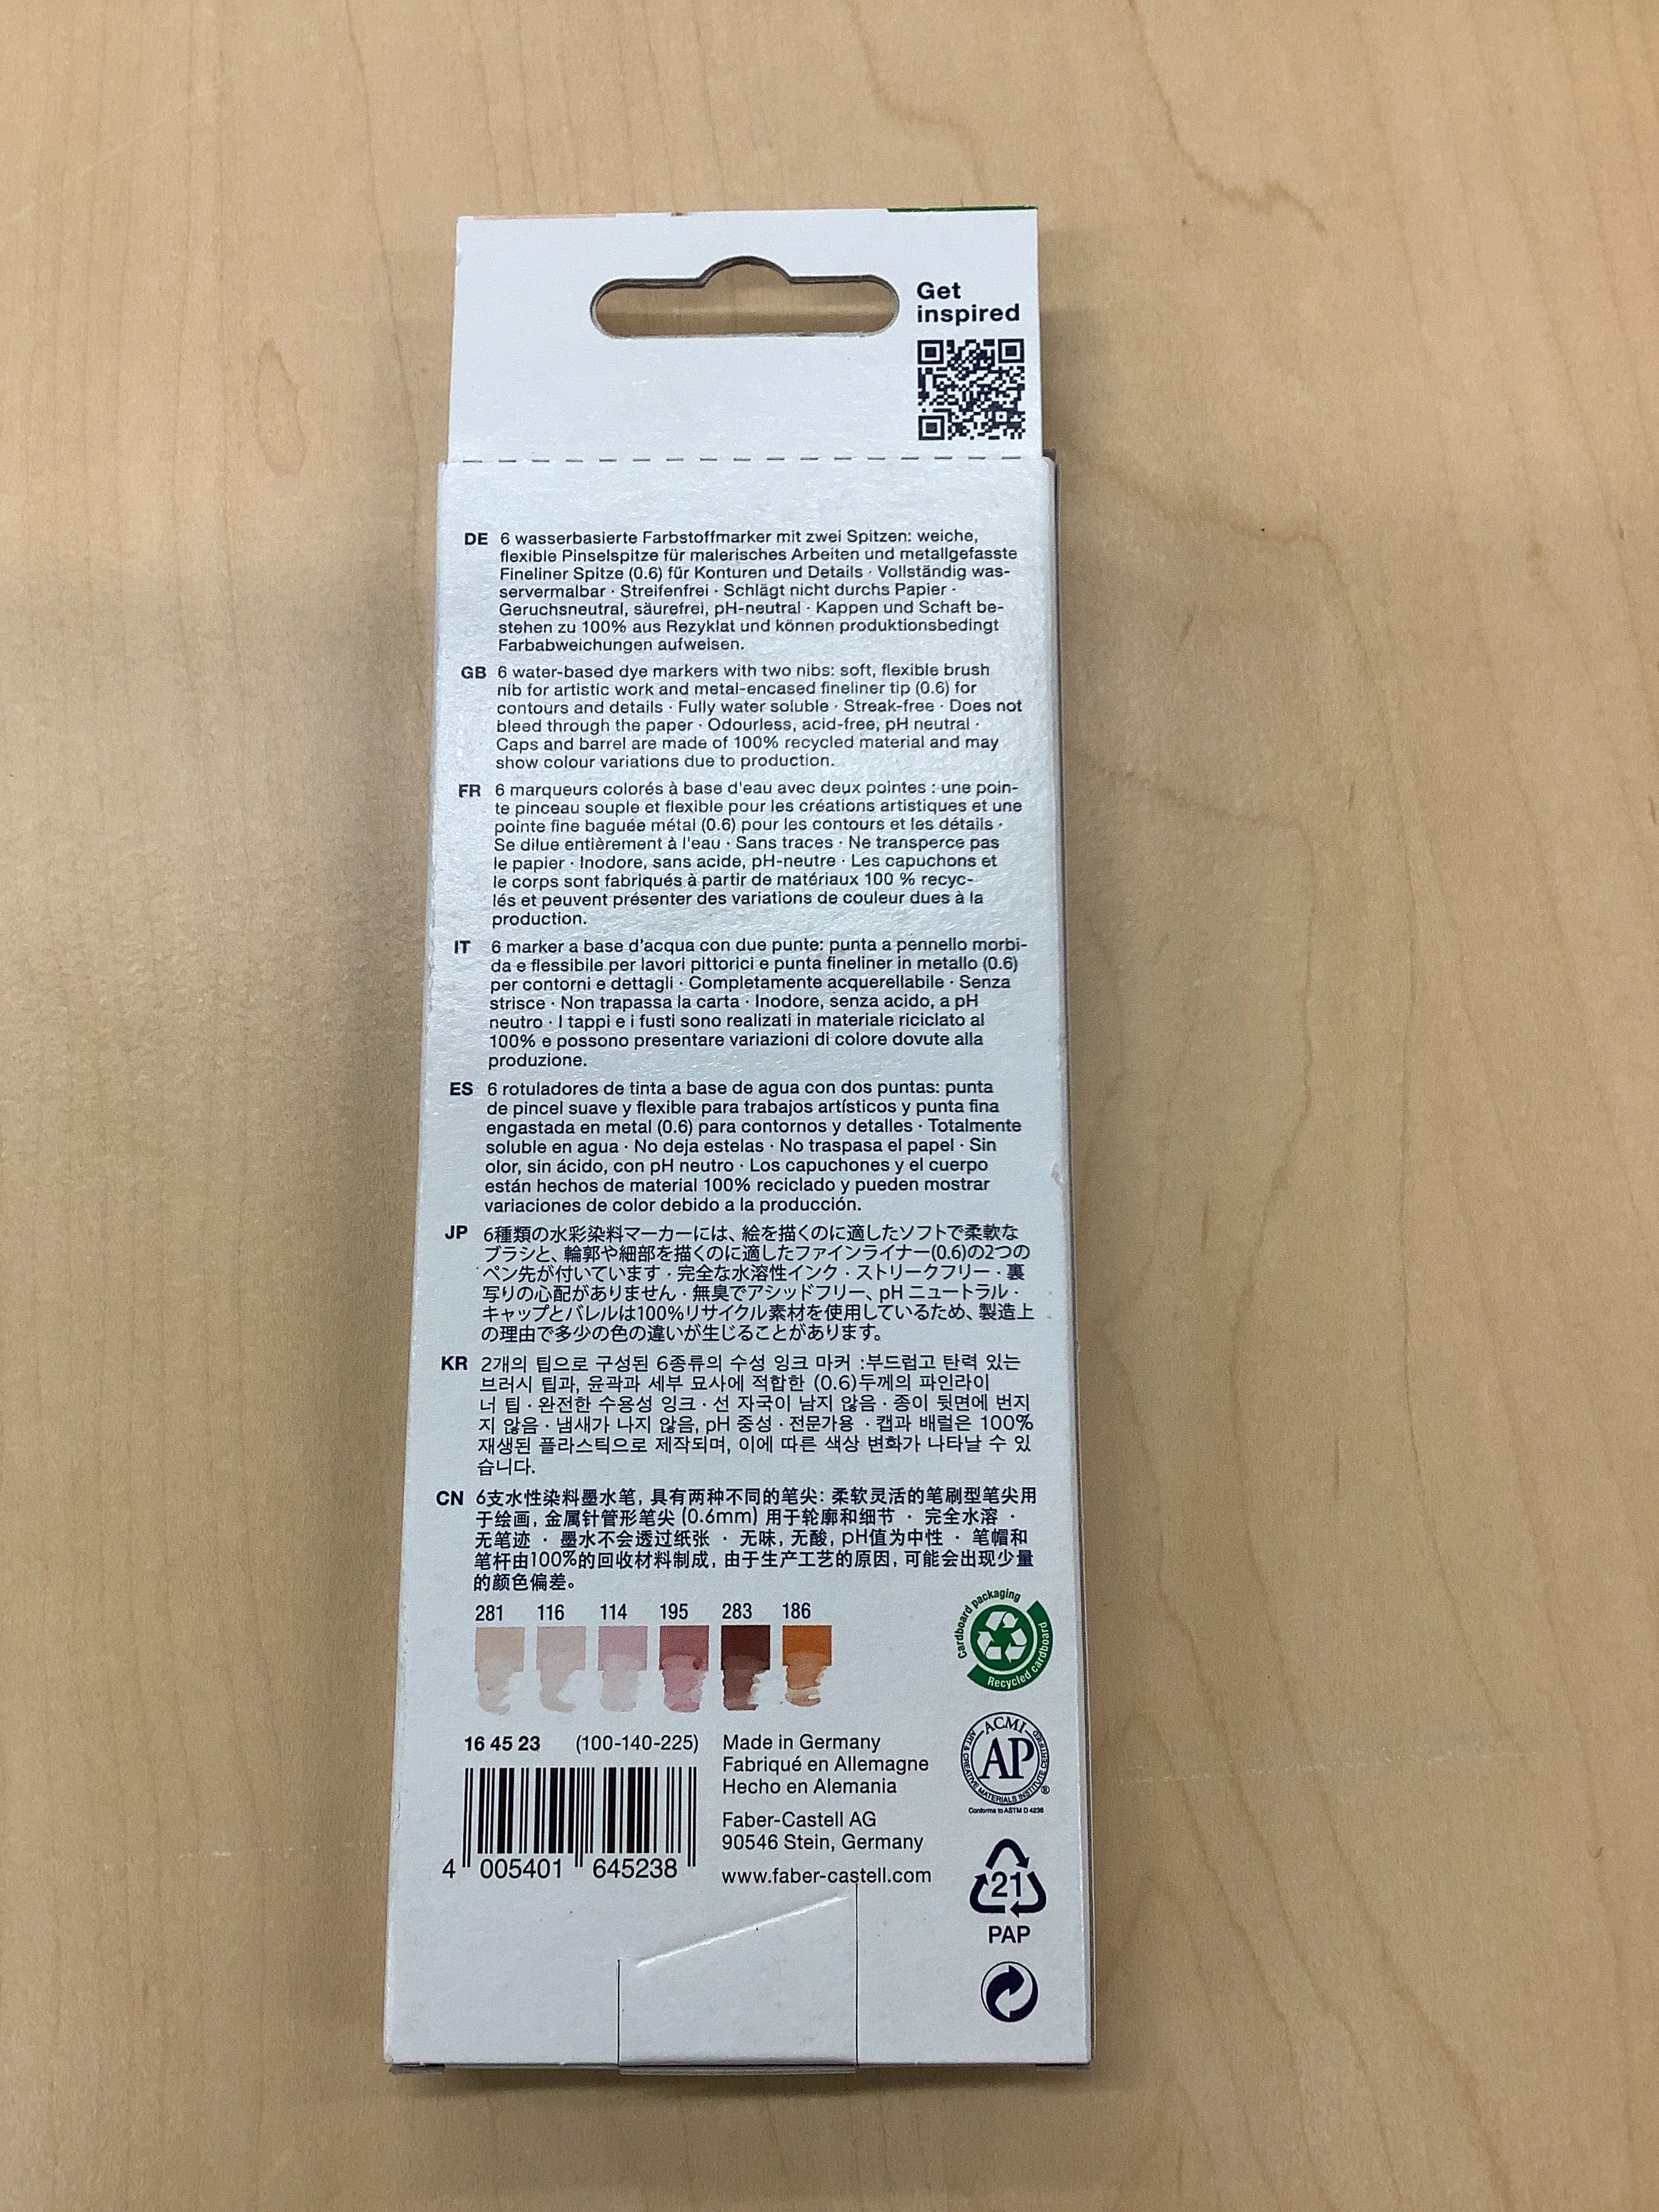 Get
inspired
DE 6 wasserbasierte Farbstoffmarker mit zwei Spitzen: weiche,
flexible Pinselspitze für malerisches Arbeiten und metallgefasste
Fineliner Spitze (0.6) für Konturen und Details · Vollständig was-
servermalbar · Streifenfrei · Schlägt nicht durchs Papier ·
Geruchsneutral, säurefrei, pH-neutral · Kappen und Schaft be-
stehen zu 100% aus Rezyklat und können produktionsbedingt
Farbabweichungen aufweisen.
GB 6 water-based dye markers with two nibs: soft, flexible brush
nib for artistic work and metal-encased fineliner tip (0.6) for
contours and details · Fully water soluble · Streak-free · Does not
bleed through the paper · Odourless, acid-free, pH neutral ·
Caps and barrel are made of 100% recycled material and may
show colour variations due to production.
FR 6 marqueurs colorés à base d'eau avec deux pointes : une poin-
te pinceau souple et flexible pour les créations artistiques et une
pointe fine baguée métal (0.6) pour les contours et les détails ·
Se dilue entièrement à l'eau · Sans traces · Ne transperce pas
le papier · Inodore, sans acide, pH-neutre · Les capuchons et
le corps sont fabriqués à partir de matériaux 100 % recyc-
lés et peuvent présenter des variations de couleur dues à la
production.
IT 6 marker a base d'acqua con due punte: punta a pennello morbi-
da e flessibile per lavori pittorici e punta fineliner in metallo (0.6)
per contorni e dettagli · Completamente acquerellabile · Senza
strisce · Non trapassa la carta · Inodore, senza acido, a pH
neutro · I tappi e i fusti sono realizati in materiale riciclato al
100% e possono presentare variazioni di colore dovute alla
produzione.
ES 6 rotuladores de tinta a base de agua con dos puntas: punta
de pincel suave y flexible para trabajos artísticos y punta fina
engastada en metal (0.6) para contornos y detalles · Totalmente
soluble en agua · No deja estelas · No traspasa el papel · Sin
olor, sin ácido, con pH neutro · Los capuchones y el cuerpo
están hechos de material 100% reciclado y pueden mostrar
variaciones de color debido a la producción.
JP 6種類の水彩染料マーカーには、絵を描くのに適したソフトで柔軟な
ブラシと、輪郭や細部を描くのに適したファインライナー(0.6)の2つの
ペン先が付いています · 完全な水溶性インク · ストリークフリー · 裏
写りの心配がありません · 無臭でアシッドフリー、pH ニュートラル ·
キャップとバレルは100%リサイクル素材を使用しているため、製造上
の理由で多少の色の違いが生じることがあります。
KR 2개의 팁으로 구성된 6종류의 수성 잉크 마커 :부드럽고 탄력 있는
브러시 팁과, 윤곽과 세부 묘사에 적합한 (0.6)두께의 파인라이
너 팁 · 완전한 수용성 잉크 · 선 자국이 남지 않음 · 종이 뒷면에 번지
지 않음 · 냄새가 나지 않음, pH 중성 · 전문가용 · 캡과 배럴은 100%
재생된 플라스틱으로 제작되며, 이에 따른 색상 변화가 나타날 수 있
습니다.
CN 6支水性染料墨水笔, 具有两种不同的笔尖: 柔软灵活的笔刷型笔尖用
于绘画, 金属针管形笔尖 (0.6mm) 用于轮廓和细节 · 完全水溶 ·
无笔迹 · 墨水不会透过纸张 · 无味, 无酸, pH值为中性 · 笔帽和
笔杆由100%的回收材料制成, 由于生产工艺的原因, 可能会出现少量
的颜色偏差。
281 116 114 195 283 186
Cardboard packaging
Recycled cardboard
16 45 23 (100-140-225)
Made in Germany
Fabriqué en Allemagne
Hecho en Alemania
Faber-Castell AG
90546 Stein, Germany
www.faber-castell.com
4 005401 645238
ACMI
AP
ART & CREATIVE MATERIALS INSTITUTE CERTIFIED
®
Conforms to ASTM D 4236
21
PAP